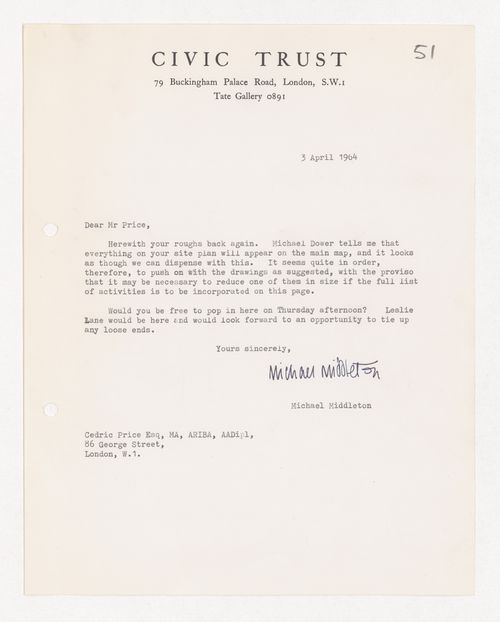 CIVIC TRUST
51
79 Buckingham Palace Road, London, S.W.1
Tate Gallery 0891
3 April 1964
Dear Mr Price,
Herewith your roughs back again. Michael Dower tells me that
everything on your site plan will appear on the main map, and it looks
as though we can dispense with this. It seems quite in order,
therefore, to push on with the drawings as suggested, with the proviso
that it may be necessary to reduce one of them in size if the full list
of activities is to be incorporated on this page.
Would you be free to pop in here on Thursday afternoon? Leslie
Lane would be here and would look forward to an opportunity to tie up
any loose ends.
Yours sincerely,
Michael Middleton
Michael Middleton
Cedric Price Esq, MA, ARIBA, AADipl,
86 George Street,
London, W.1.